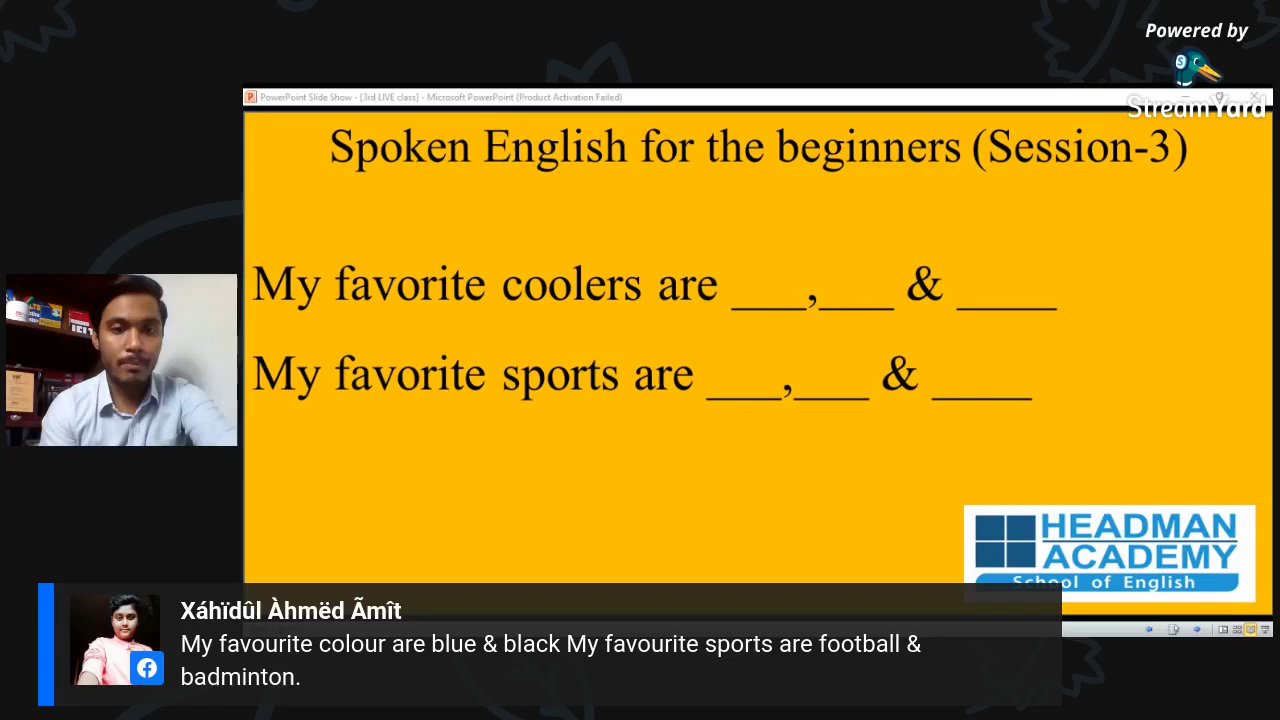 Powered by
StreamYard
PowerPoint Slide Show - [3rd LIVE class] - Microsoft PowerPoint (Product Activation Failed)
Spoken English for the beginners (Session-3)
My favorite coolers are ___,___ & ____
My favorite sports are ___,___ & ____
HEADMAN
ACADEMY
School of English
Xáhïdûl Àhmëd Ãmît
My favourite colour are blue & black My favourite sports are football &
badminton.